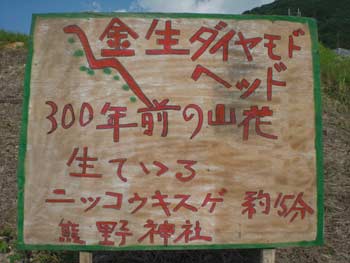 金生ダイヤモンド
ヘッド
300年前の山花
生ている
ニッコウキスゲ 約15分
熊野神社